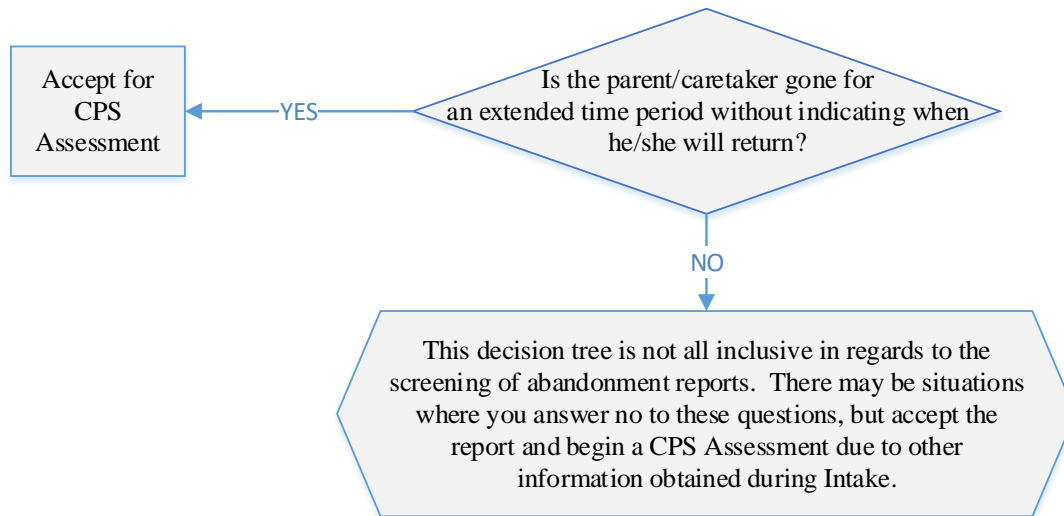 Accept for
CPS
Assessment
YES
Is the parent/caretaker gone for
an extended time period without indicating when
he/she will return?
NO
This decision tree is not all inclusive in regards to the
screening of abandonment reports.  There may be situations
where you answer no to these questions, but accept the
report and begin a CPS Assessment due to other
information obtained during Intake.